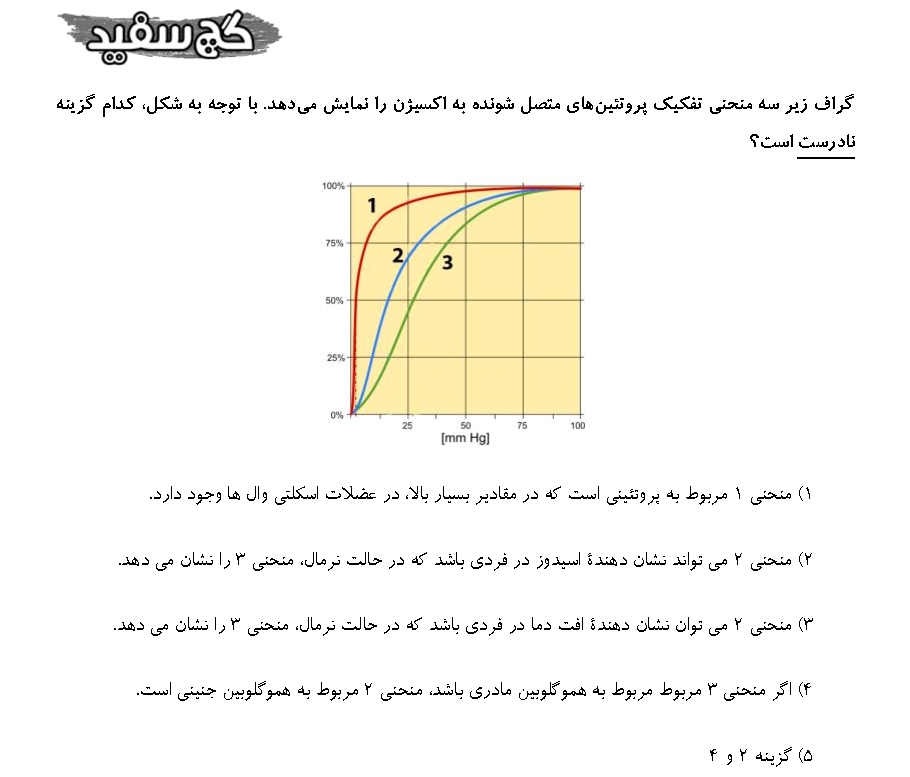 گچ سفید
گراف زیر سه منحنی تفکیک پروتئین‌های متصل شونده به اکسیژن را نمایش می‌دهد. با توجه به شکل، کدام گزینه
نادرست است؟
100%
75%
50%
25%
0%
1
2
3
25 50 75 100
[mm Hg]
۱) منحنی ۱ مربوط به پروتئینی است که در مقادیر بسیار بالا، در عضلات اسکلتی وال ها وجود دارد.
۲) منحنی ۲ می تواند نشان دهندهٔ اسیدوز در فردی باشد که در حالت نرمال، منحنی ۳ را نشان می دهد.
۳) منحنی ۲ می توان نشان دهندهٔ افت دما در فردی باشد که در حالت نرمال، منحنی ۳ را نشان می دهد.
۴) اگر منحنی ۳ مربوط مربوط به هموگلوبین مادری باشد، منحنی ۲ مربوط به هموگلوبین جنینی است.
۵) گزینه ۲ و ۴